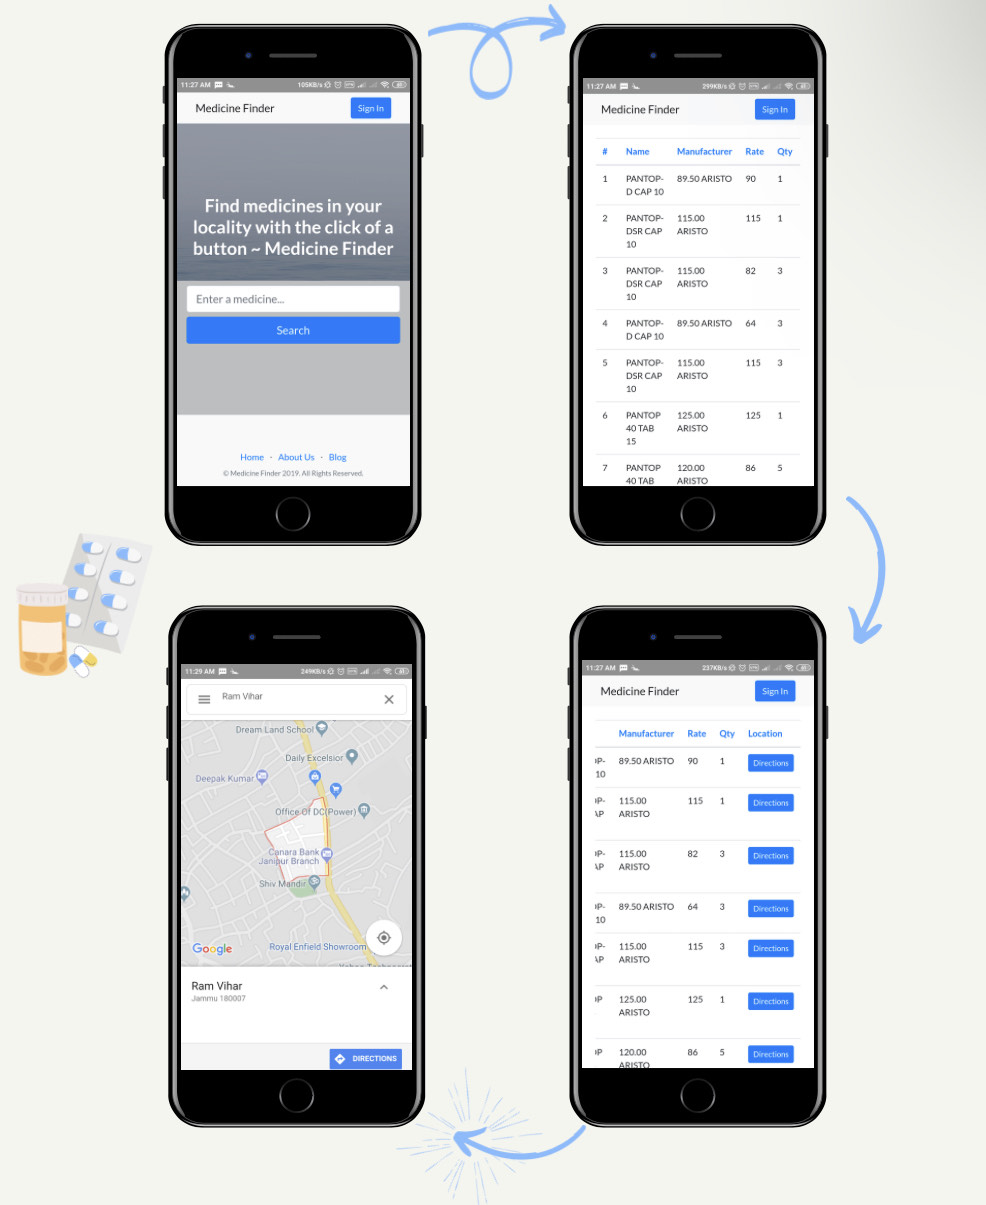 11:27 AM
105KB/s
Medicine Finder
Sign In
Find medicines in your
locality with the click of a
button ~ Medicine Finder
Enter a medicine...
Search
Home · About Us · Blog
© Medicine Finder 2019. All Rights Reserved.
11:27 AM
299KB/s
Medicine Finder
Sign In
# Name Manufacturer Rate Qty
1 PANTOP- 89.50 ARISTO 90 1
D CAP 10
2 PANTOP- 115.00 115 1
DSR CAP ARISTO
10
3 PANTOP- 115.00 82 3
DSR CAP ARISTO
10
4 PANTOP- 89.50 ARISTO 64 3
D CAP 10
5 PANTOP- 115.00 115 3
DSR CAP ARISTO
10
6 PANTOP 125.00 125 1
40 TAB ARISTO
15
7 PANTOP 120.00 86 5
40 TAB ARISTO
11:27 AM
237KB/s
Medicine Finder
Sign In
Manufacturer Rate Qty Location
OP- 89.50 ARISTO 90 1 Directions
10
OP- 115.00 115 1 Directions
AP ARISTO
OP- 115.00 82 3 Directions
AP ARISTO
OP- 89.50 ARISTO 64 3 Directions
10
OP- 115.00 115 3 Directions
AP ARISTO
OP 125.00 125 1 Directions
ARISTO
OP 120.00 86 5 Directions
ARISTO
11:29 AM
249KB/s
Ram Vihar
Dream Land School
Daily Excelsior
Deepak Kumar
Office Of DC(Power)
Canara Bank
Janipur Branch
Shiv Mandir
Google
Royal Enfield Showroom
Ram Vihar
Jammu 180007
DIRECTIONS